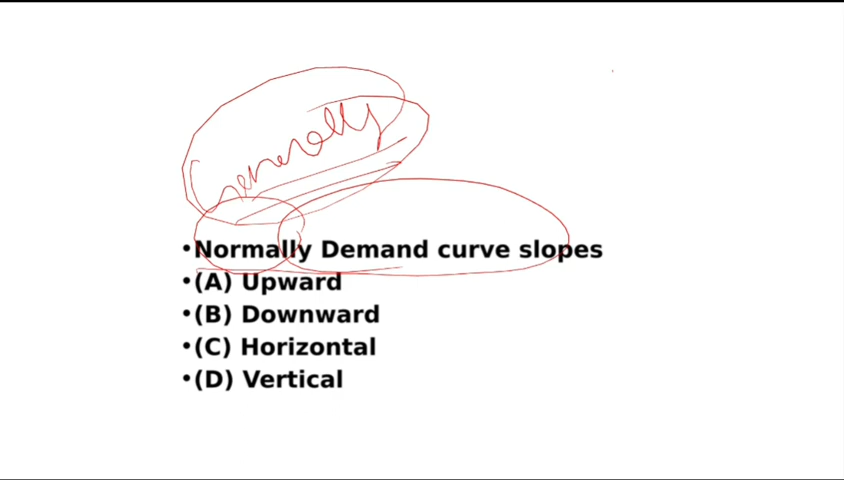 Generally
•Normally Demand curve slopes
•(A) Upward
•(B) Downward
•(C) Horizontal
•(D) Vertical